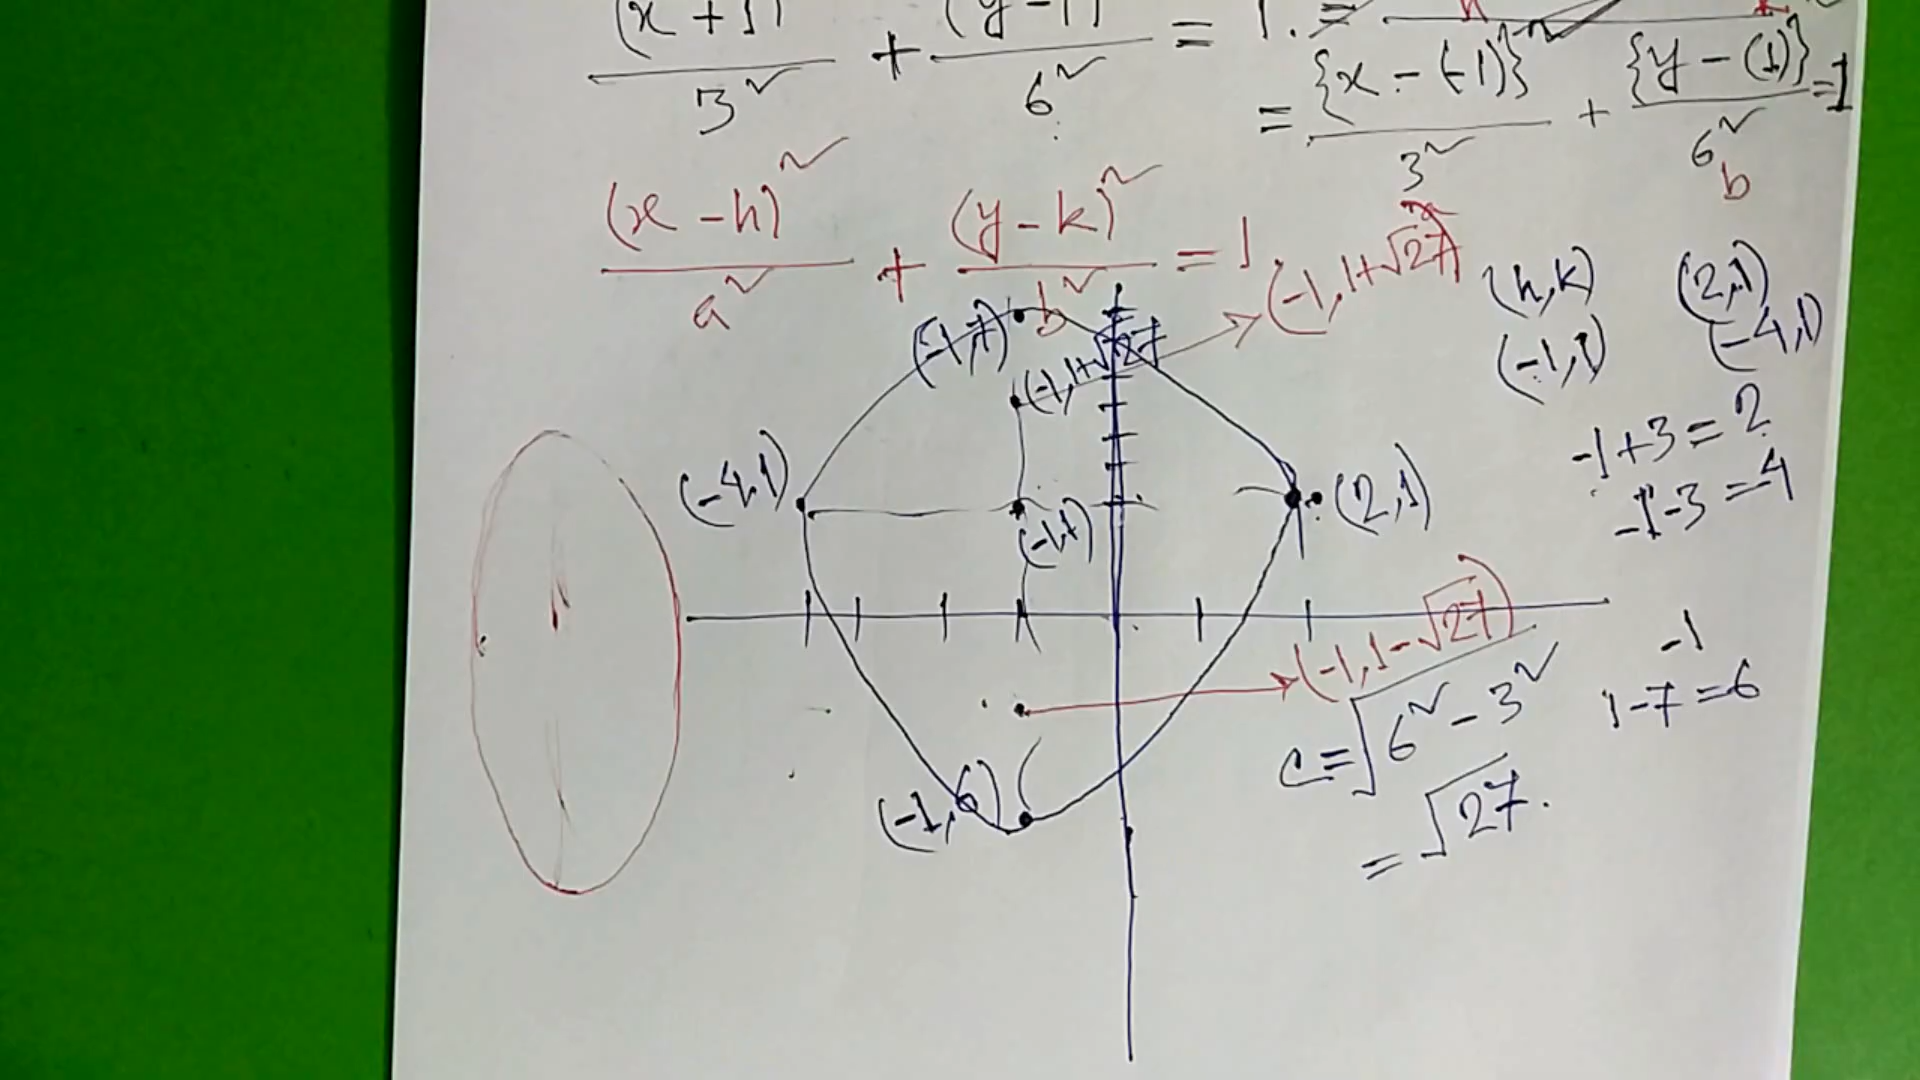 (x+1)² / 3² + (y-1)² / 6² = 1. =
= {x-(-1)}² / 3² + {y-(1)}² / 6² = 1
b
(x-h)² / a² + (y-k)² / b² = 1.
(-1, 1+√27)
(h,k) (2,1)
(-1,1) (-4,1)
(-1,7)
(-1, 1+√27)
-1+3=2
-1-3=-4
(-4,1)
(-1,1)
(2,1)
(-1, 1-√27)
-1
1-7=6
c=√6²-3²
=√27.
(-1,6)